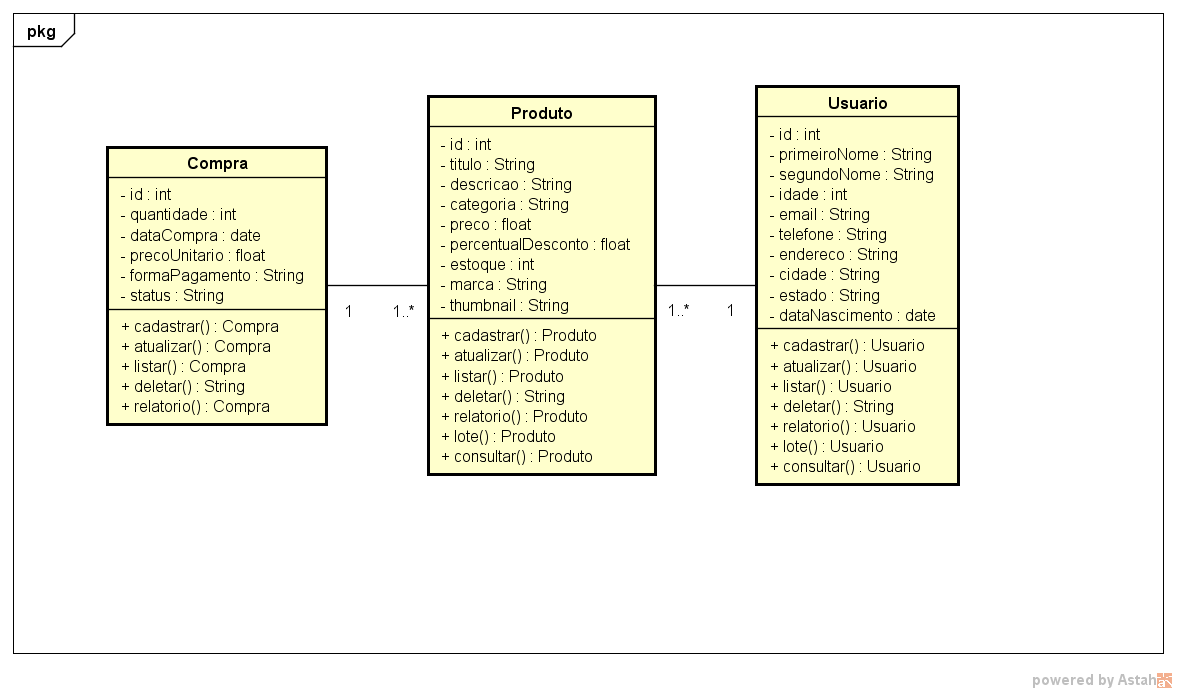 pkg
Compra
- id : int
- quantidade : int
- dataCompra : date
- precoUnitario : float
- formaPagamento : String
- status : String
+ cadastrar() : Compra
+ atualizar() : Compra
+ listar() : Compra
+ deletar() : String
+ relatorio() : Compra
1
1..*
Produto
- id : int
- titulo : String
- descricao : String
- categoria : String
- preco : float
- percentualDesconto : float
- estoque : int
- marca : String
- thumbnail : String
+ cadastrar() : Produto
+ atualizar() : Produto
+ listar() : Produto
+ deletar() : String
+ relatorio() : Produto
+ lote() : Produto
+ consultar() : Produto
1..*
1
Usuario
- id : int
- primeiroNome : String
- segundoNome : String
- idade : int
- email : String
- telefone : String
- endereco : String
- cidade : String
- estado : String
- dataNascimento : date
+ cadastrar() : Usuario
+ atualizar() : Usuario
+ listar() : Usuario
+ deletar() : String
+ relatorio() : Usuario
+ lote() : Usuario
+ consultar() : Usuario
powered by Astah